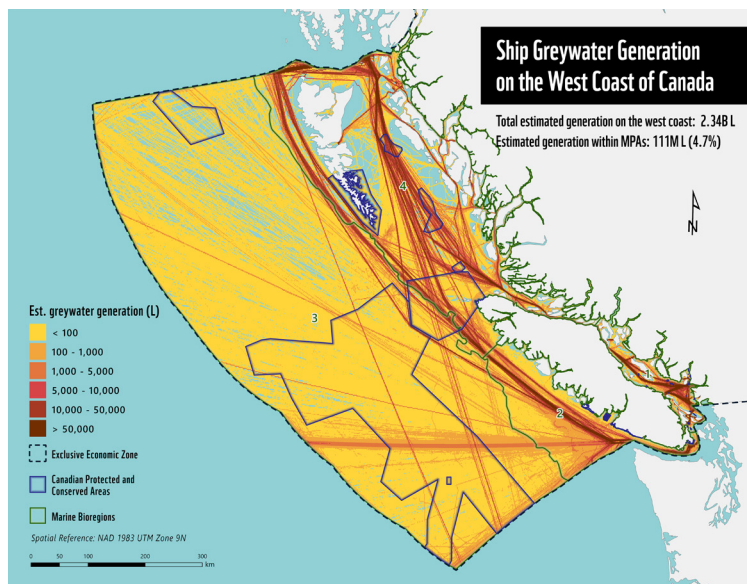 Ship Greywater Generation
on the West Coast of Canada
Total estimated generation on the west coast: 2.34B L
Estimated generation within MPAs: 111M L (4.7%)
N
4
3
1
2
Est. greywater generation (L)
< 100
100 - 1,000
1,000 - 5,000
5,000 - 10,000
10,000 - 50,000
> 50,000
Exclusive Economic Zone
Canadian Protected and
Conserved Areas
Marine Bioregions
Spatial Reference: NAD 1983 UTM Zone 9N
0 50 100 200 300
km